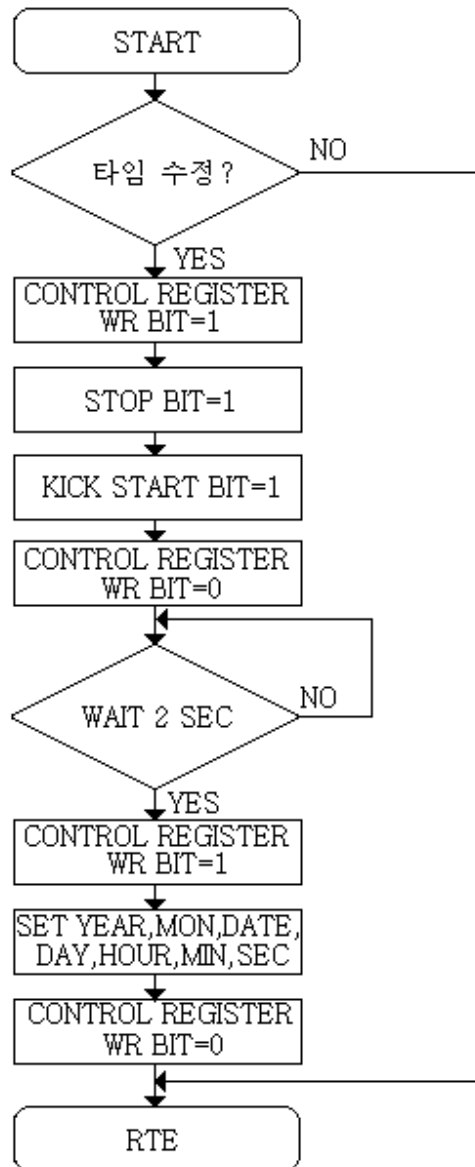 START
타임 수정?
NO
YES
CONTROL REGISTER
WR BIT=1
STOP BIT=1
KICK START BIT=1
CONTROL REGISTER
WR BIT=0
WAIT 2 SEC
NO
YES
CONTROL REGISTER
WR BIT=1
SET YEAR,MON,DATE,
DAY,HOUR,MIN,SEC
CONTROL REGISTER
WR BIT=0
RTE